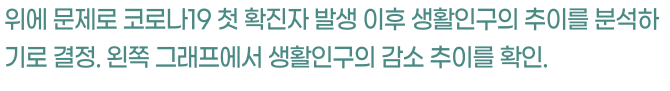 위에 문제로 코로나19 첫 확진자 발생 이후 생활인구의 추이를 분석하
기로 결정. 왼쪽 그래프에서 생활인구의 감소 추이를 확인.